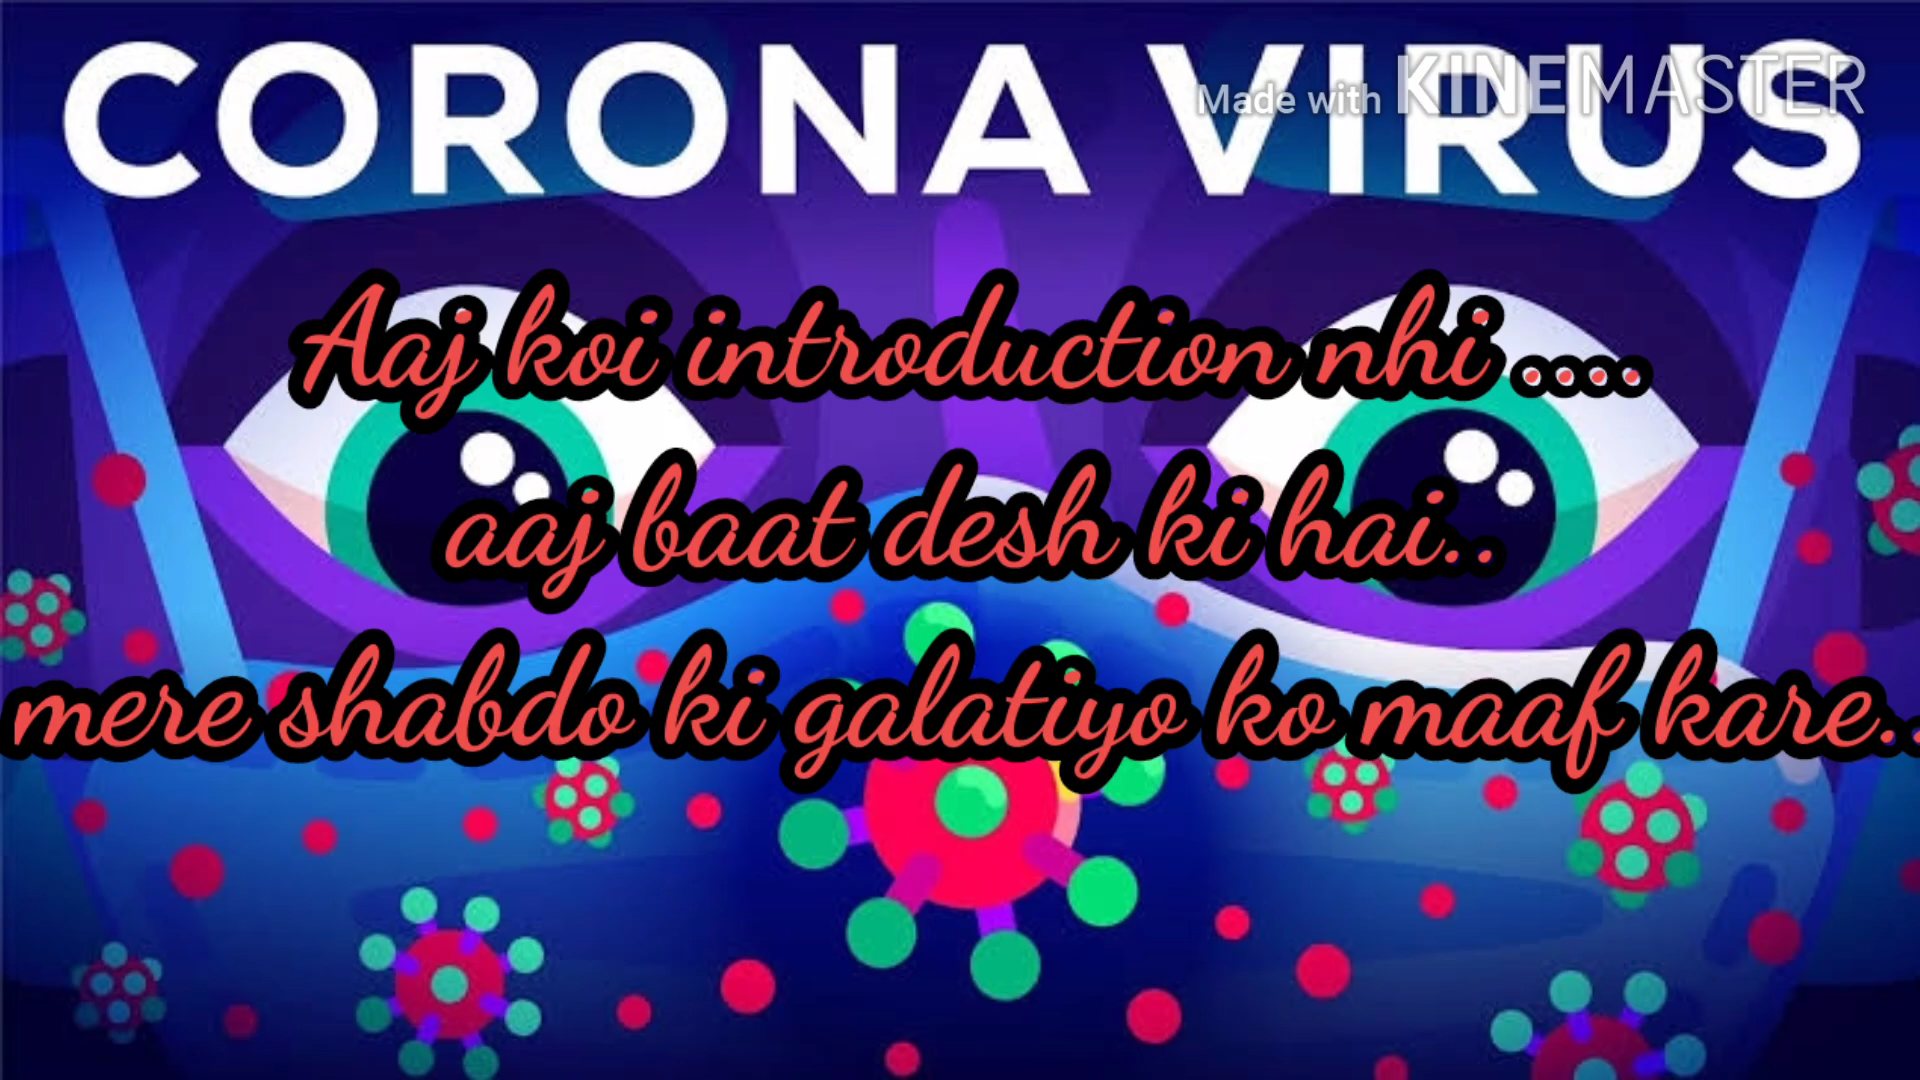 CORONA VIRUS
Made with KINEMASTER
Aaj koi introduction nhi ....
aaj baat desh ki hai..
mere shabdo ki galatiyo ko maaf kare..